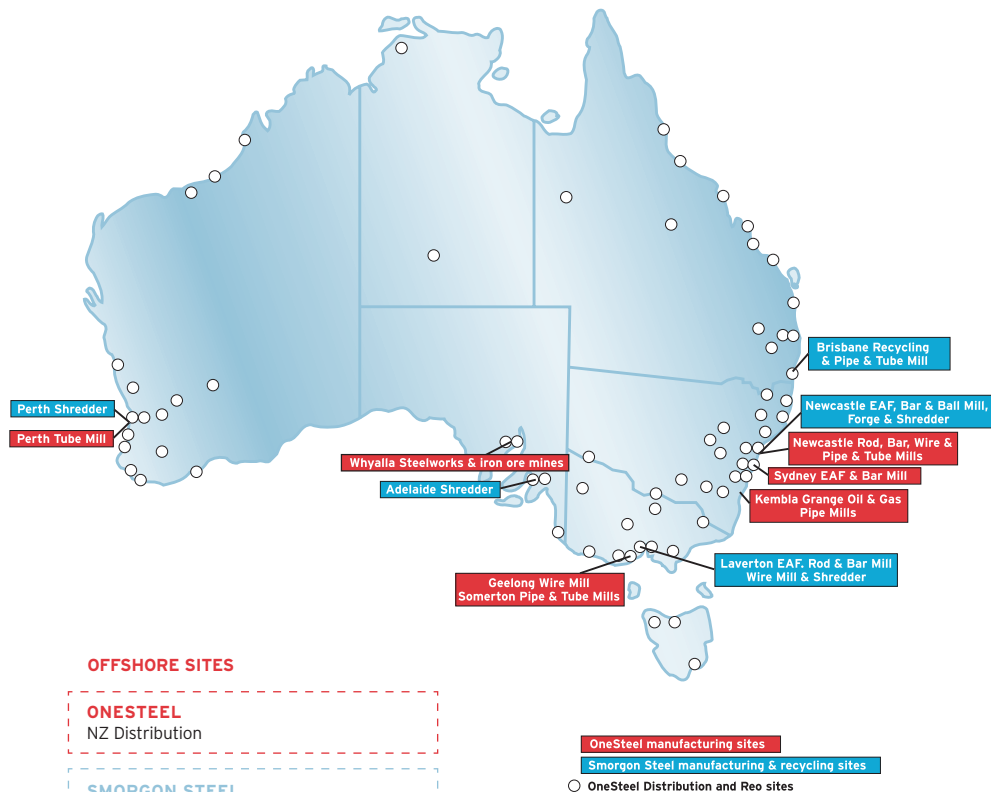 Brisbane Recycling
& Pipe & Tube Mill
Perth Shredder
Newcastle EAF, Bar & Ball Mill,
Forge & Shredder
Perth Tube Mill
Newcastle Rod, Bar, Wire &
Pipe & Tube Mills
Whyalla Steelworks & iron ore mines
Sydney EAF & Bar Mill
Adelaide Shredder
Kembla Grange Oil & Gas
Pipe Mills
Laverton EAF. Rod & Bar Mill
Wire Mill & Shredder
Geelong Wire Mill
Somerton Pipe & Tube Mills
OFFSHORE SITES
ONESTEEL
NZ Distribution
SMORGON STEEL
OneSteel manufacturing sites
Smorgon Steel manufacturing & recycling sites
OneSteel Distribution and Reo sites